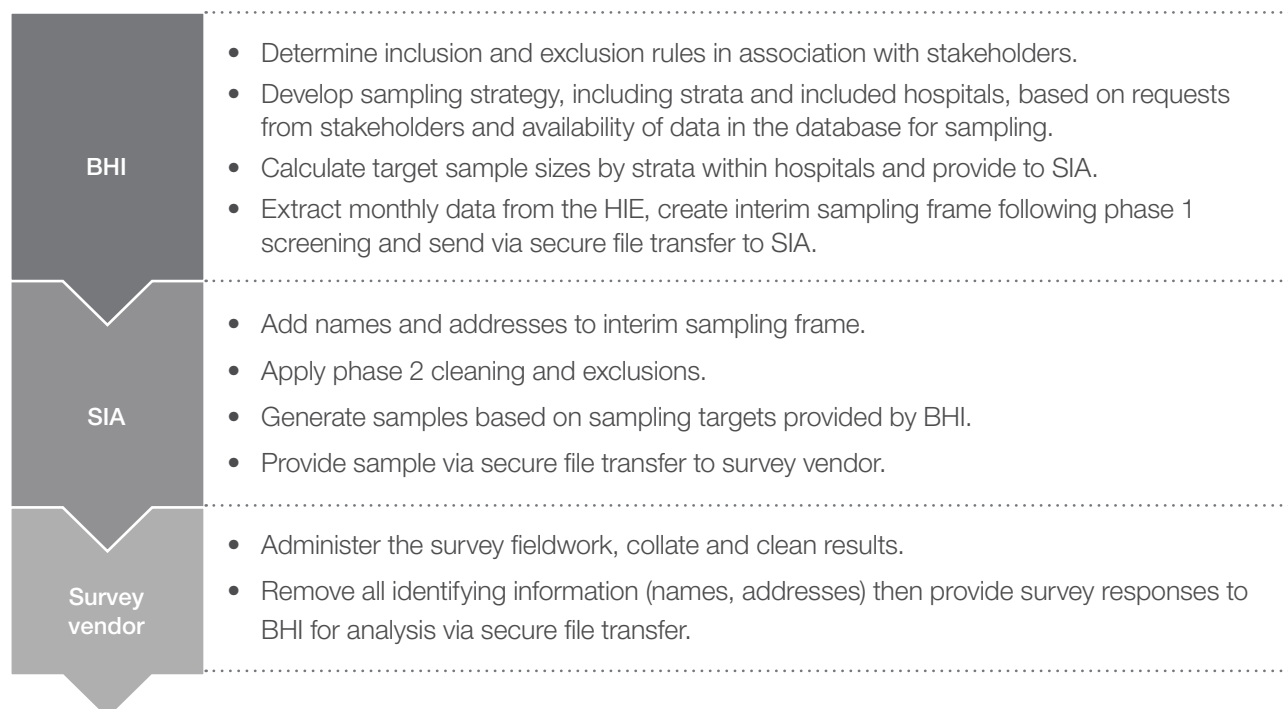 BHI
• Determine inclusion and exclusion rules in association with stakeholders.
• Develop sampling strategy, including strata and included hospitals, based on requests
from stakeholders and availability of data in the database for sampling.
• Calculate target sample sizes by strata within hospitals and provide to SIA.
• Extract monthly data from the HIE, create interim sampling frame following phase 1
screening and send via secure file transfer to SIA.
SIA
• Add names and addresses to interim sampling frame.
• Apply phase 2 cleaning and exclusions.
• Generate samples based on sampling targets provided by BHI.
• Provide sample via secure file transfer to survey vendor.
Survey
vendor
• Administer the survey fieldwork, collate and clean results.
• Remove all identifying information (names, addresses) then provide survey responses to
BHI for analysis via secure file transfer.